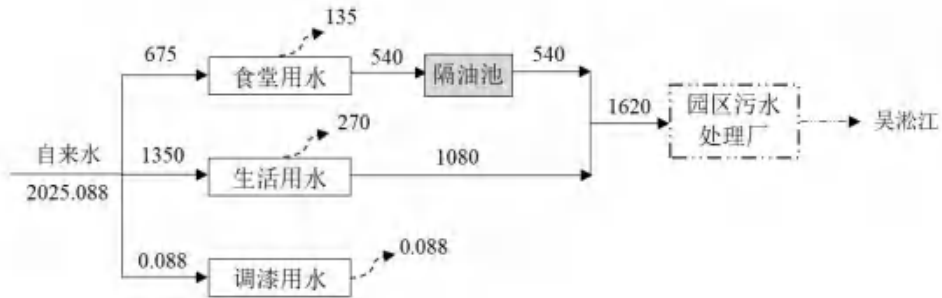 135
675
食堂用水
540
隔油池
540
270
1620
园区污水
处理厂
吴淞江
自来水
2025.088
1350
生活用水
1080
0.088
调漆用水
0.088